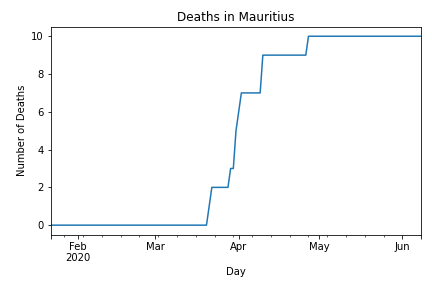 Deaths in Mauritius
10
8
6
4
2
0
Number of Deaths
Feb
2020
Mar
Apr
May
Jun
Day